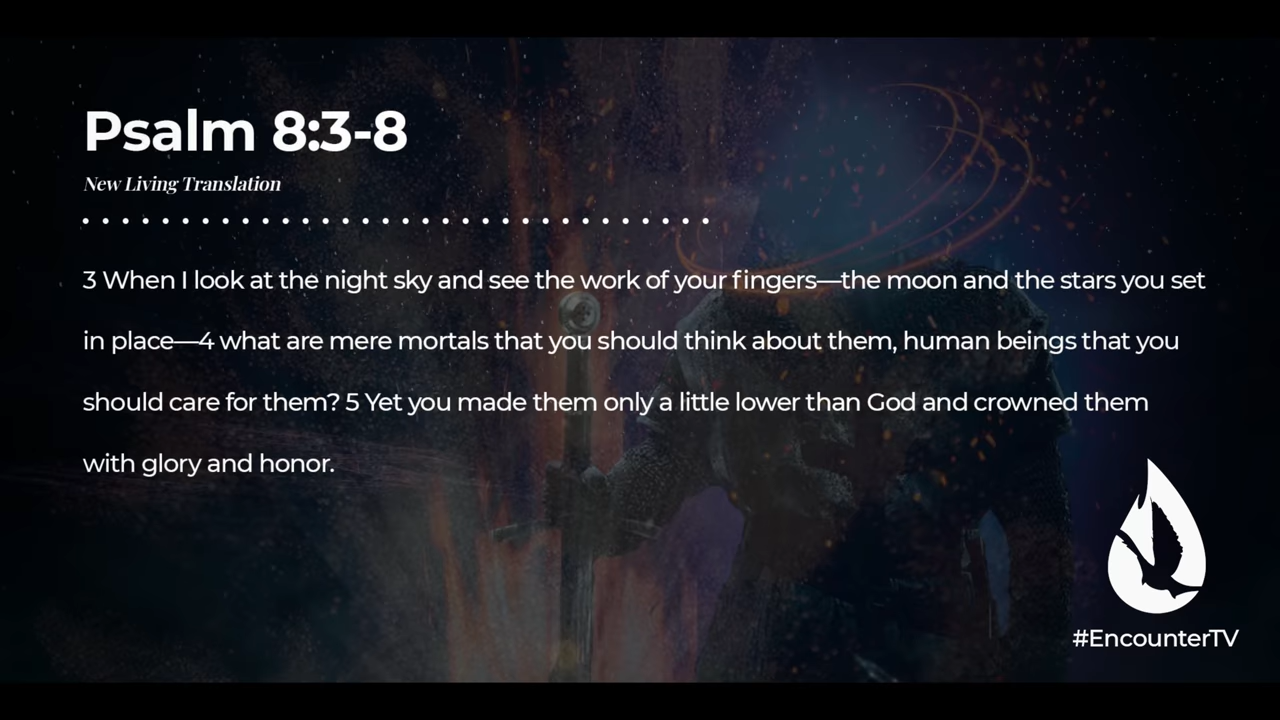 Psalm 8:3-8
New Living Translation
3 When I look at the night sky and see the work of your fingers—the moon and the stars you set
in place—4 what are mere mortals that you should think about them, human beings that you
should care for them? 5 Yet you made them only a little lower than God and crowned them
with glory and honor.
#EncounterTV